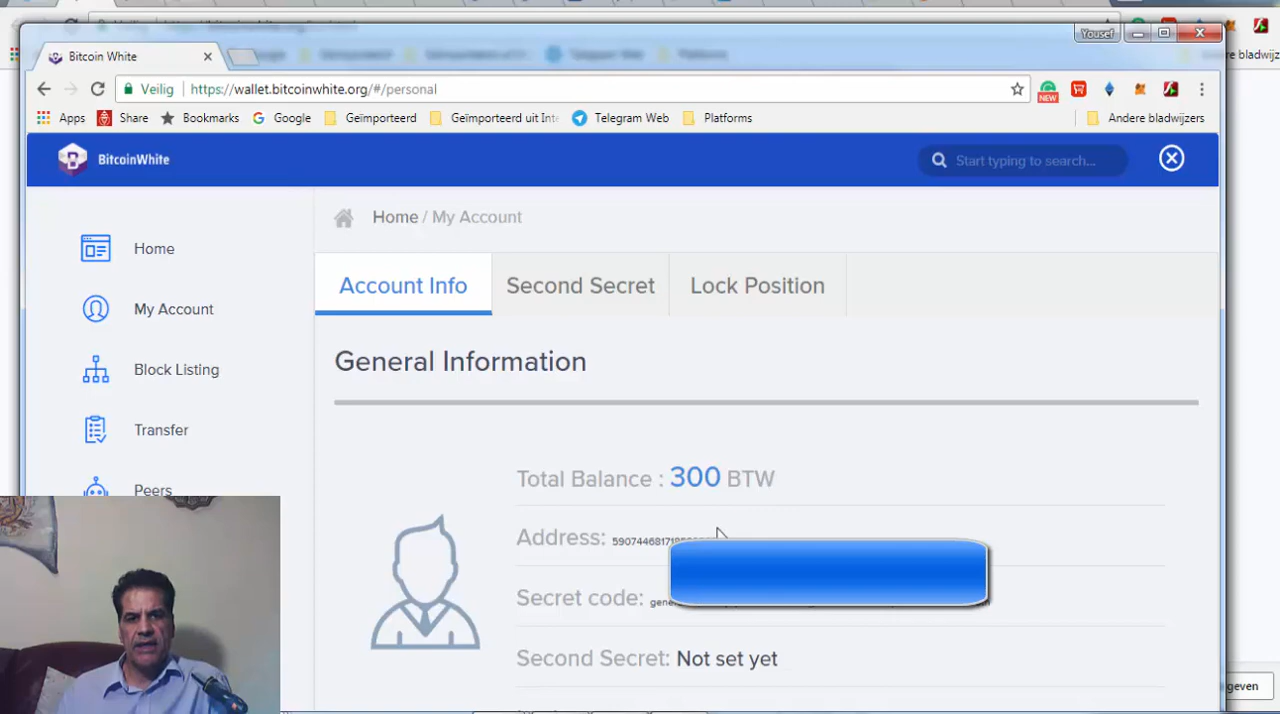 Yousef
Bitcoin White
Veilig https://wallet.bitcoinwhite.org/#/personal
NEW
Apps Share Bookmarks Google Geïmporteerd Geïmporteerd uit Telegram Web Platforms Andere bladwijzers
BitcoinWhite
Start typing to search...
Home / My Account
Home
My Account
Block Listing
Transfer
Peers
Account Info Second Secret Lock Position
General Information
Total Balance : 300 BTW
Address:
Secret code:
Second Secret: Not set yet